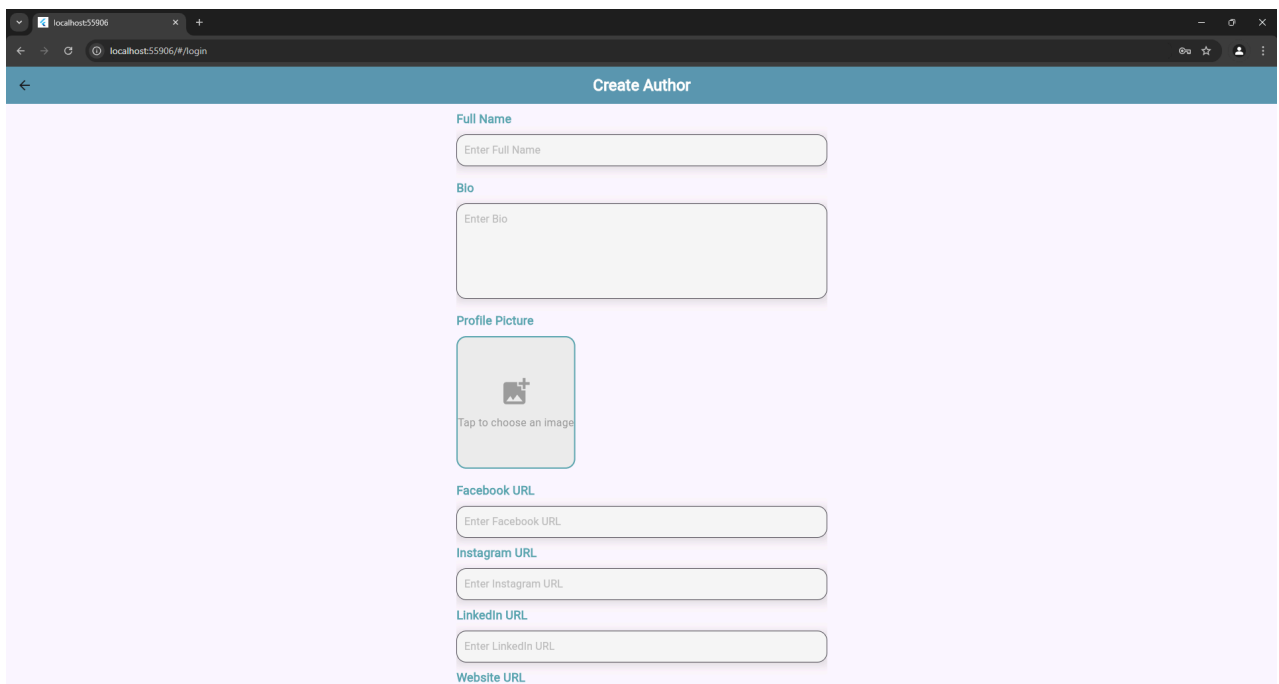 localhost:55906
localhost:55906/#/login
Create Author
Full Name
Enter Full Name
Bio
Enter Bio
Profile Picture
Tap to choose an image
Facebook URL
Enter Facebook URL
Instagram URL
Enter Instagram URL
LinkedIn URL
Enter LinkedIn URL
Website URL